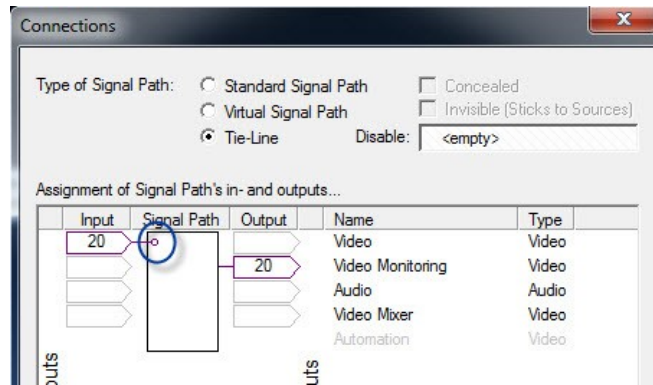 Connections
Type of Signal Path:
Standard Signal Path
Concealed
Virtual Signal Path
Invisible (Sticks to Sources)
Tie-Line
Disable:
<empty>
Assignment of Signal Path's in- and outputs...
Input Signal Path Output Name Type
20 Video Video
20 Video Monitoring Video
Audio Audio
Video Mixer Video
Automation Video